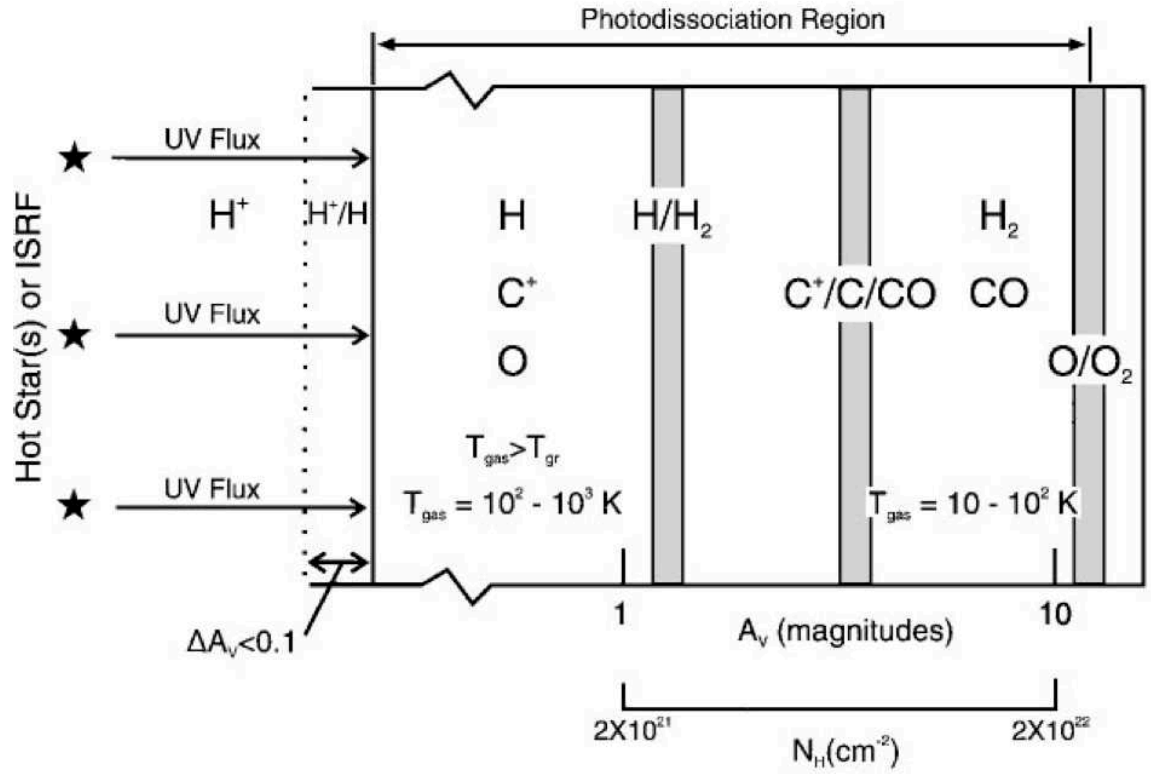 Photodissociation Region
Hot Star(s) or ISRF
UV Flux
H⁺
H⁺/H
H
H/H₂
H₂
C⁺
C⁺/C/CO
CO
UV Flux
O
O/O₂
T_gas>T_gr
UV Flux
T_gas = 10² - 10³ K
T_gas = 10 - 10² K
ΔA_V<0.1
1
A_V (magnitudes)
10
2X10²¹
N_H(cm⁻²)
2X10²²